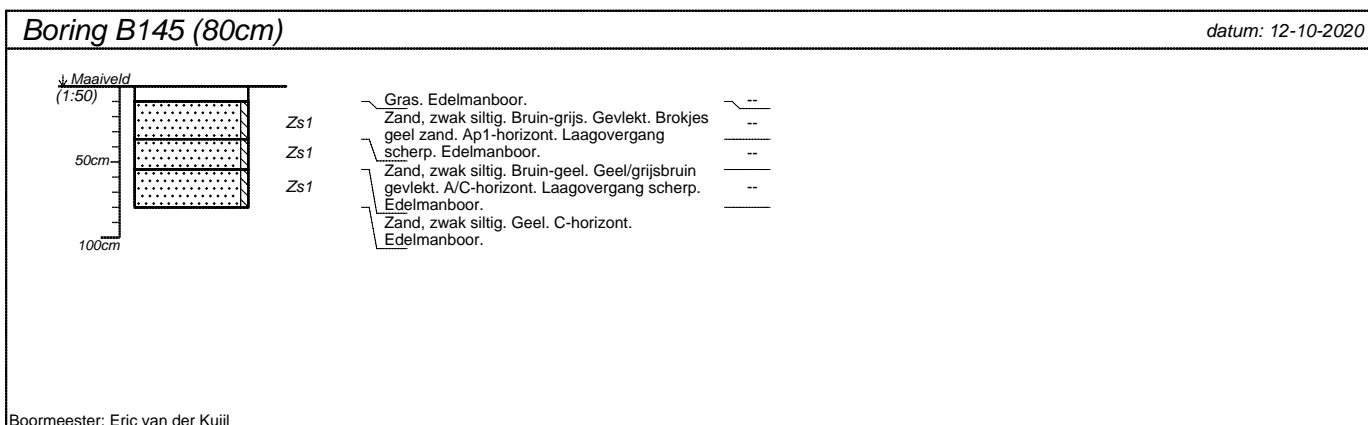 Boring B145 (80cm)
datum: 12-10-2020
Maaiveld
(1:50)
50cm
100cm
Zs1
Zs1
Zs1
Gras. Edelmanboor.
Zand, zwak siltig. Bruin-grijs. Gevlekt. Brokjes
geel zand. Ap1-horizont. Laagovergang
scherp. Edelmanboor.
Zand, zwak siltig. Bruin-geel. Geel/grijsbruin
gevlekt. A/C-horizont. Laagovergang scherp.
Edelmanboor.
Zand, zwak siltig. Geel. C-horizont.
Edelmanboor.
--
--
--
--
Boormeester: Eric van der Kuijl